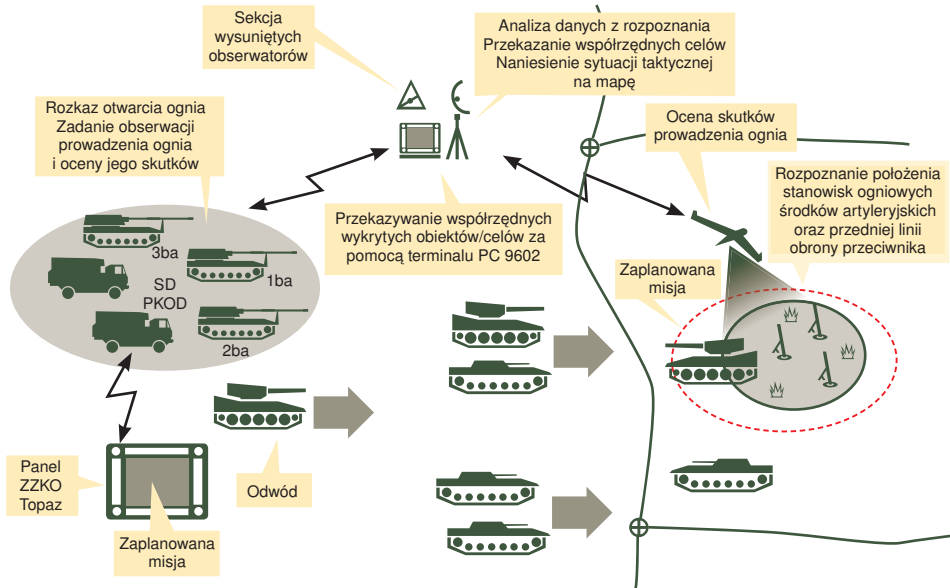 Sekcja
wysuniętych
obserwatorów
Analiza danych z rozpoznania
Przekazanie współrzędnych celów
Naniesienie sytuacji taktycznej
na mapę
Rozkaz otwarcia ognia
Zadanie obserwacji
prowadzenia ognia
i oceny jego skutków
Ocena skutków
prowadzenia ognia
Rozpoznanie położenia
stanowisk ogniowych
środków artyleryjskich
oraz przedniej linii
obrony przeciwnika
Przekazywanie współrzędnych
wykrytych obiektów/celów za
pomocą terminalu PC 9602
3ba
1ba
SD
PKOD
2ba
Zaplanowana
misja
Panel
ZZKO
Topaz
Odwód
Zaplanowana
misja